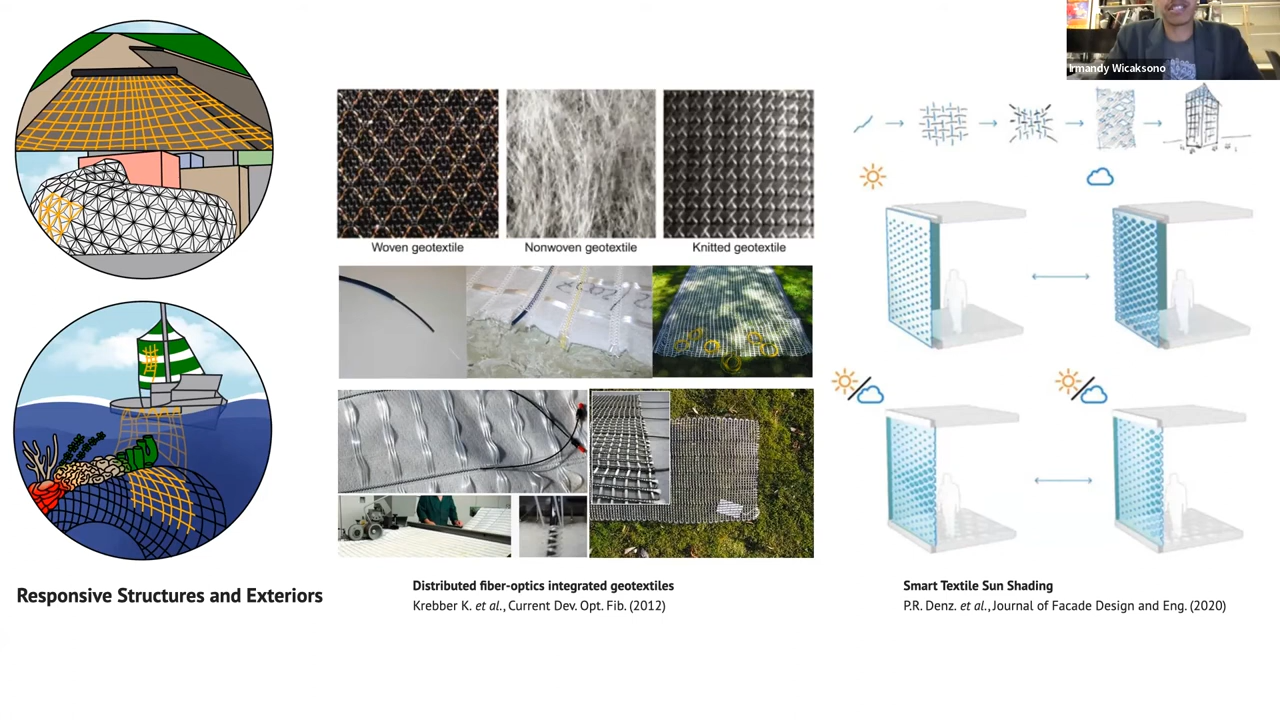 Irmandy Wicaksono
Woven geotextile
Nonwoven geotextile
Knitted geotextile
Responsive Structures and Exteriors
Distributed fiber-optics integrated geotextiles
Krebber K. et al., Current Dev. Opt. Fib. (2012)
Smart Textile Sun Shading
P.R. Denz. et al., Journal of Facade Design and Eng. (2020)